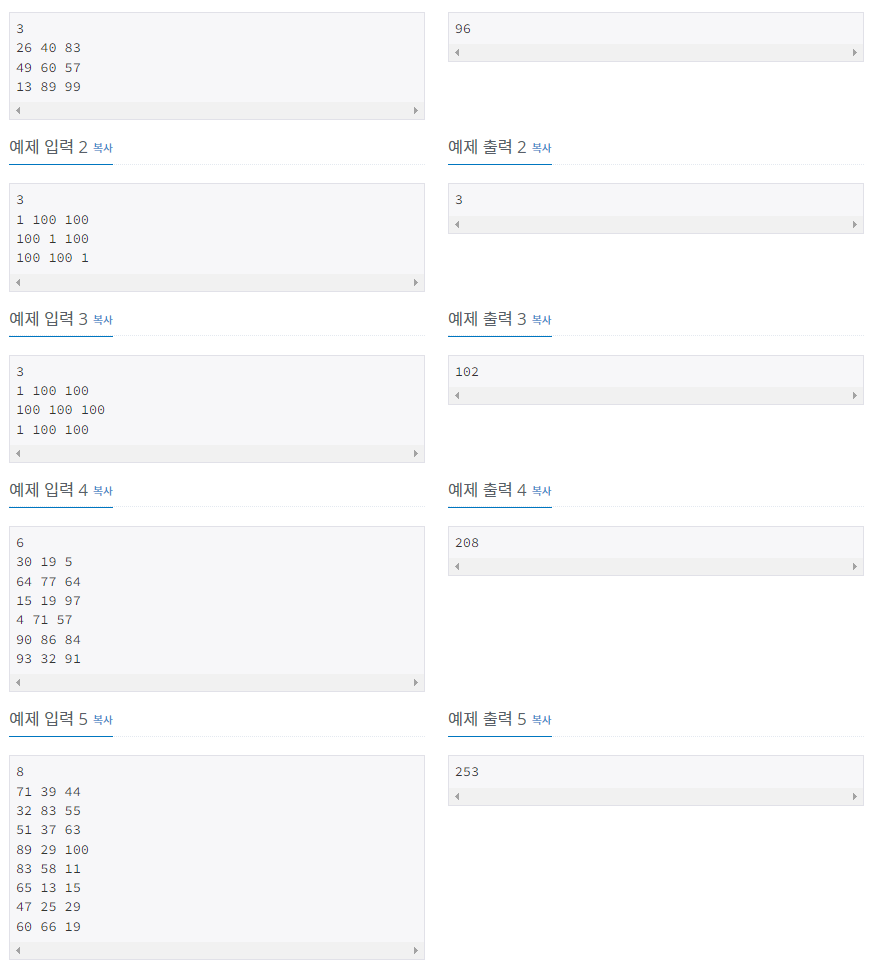 3
26 40 83
49 60 57
13 89 99
96
예제 입력 2 복사
예제 출력 2 복사
3
1 100 100
100 1 100
100 100 1
3
예제 입력 3 복사
예제 출력 3 복사
3
1 100 100
100 100 100
1 100 100
102
예제 입력 4 복사
예제 출력 4 복사
6
30 19 5
64 77 64
15 19 97
4 71 57
90 86 84
93 32 91
208
예제 입력 5 복사
예제 출력 5 복사
8
71 39 44
32 83 55
51 37 63
89 29 100
83 58 11
65 13 15
47 25 29
60 66 19
253